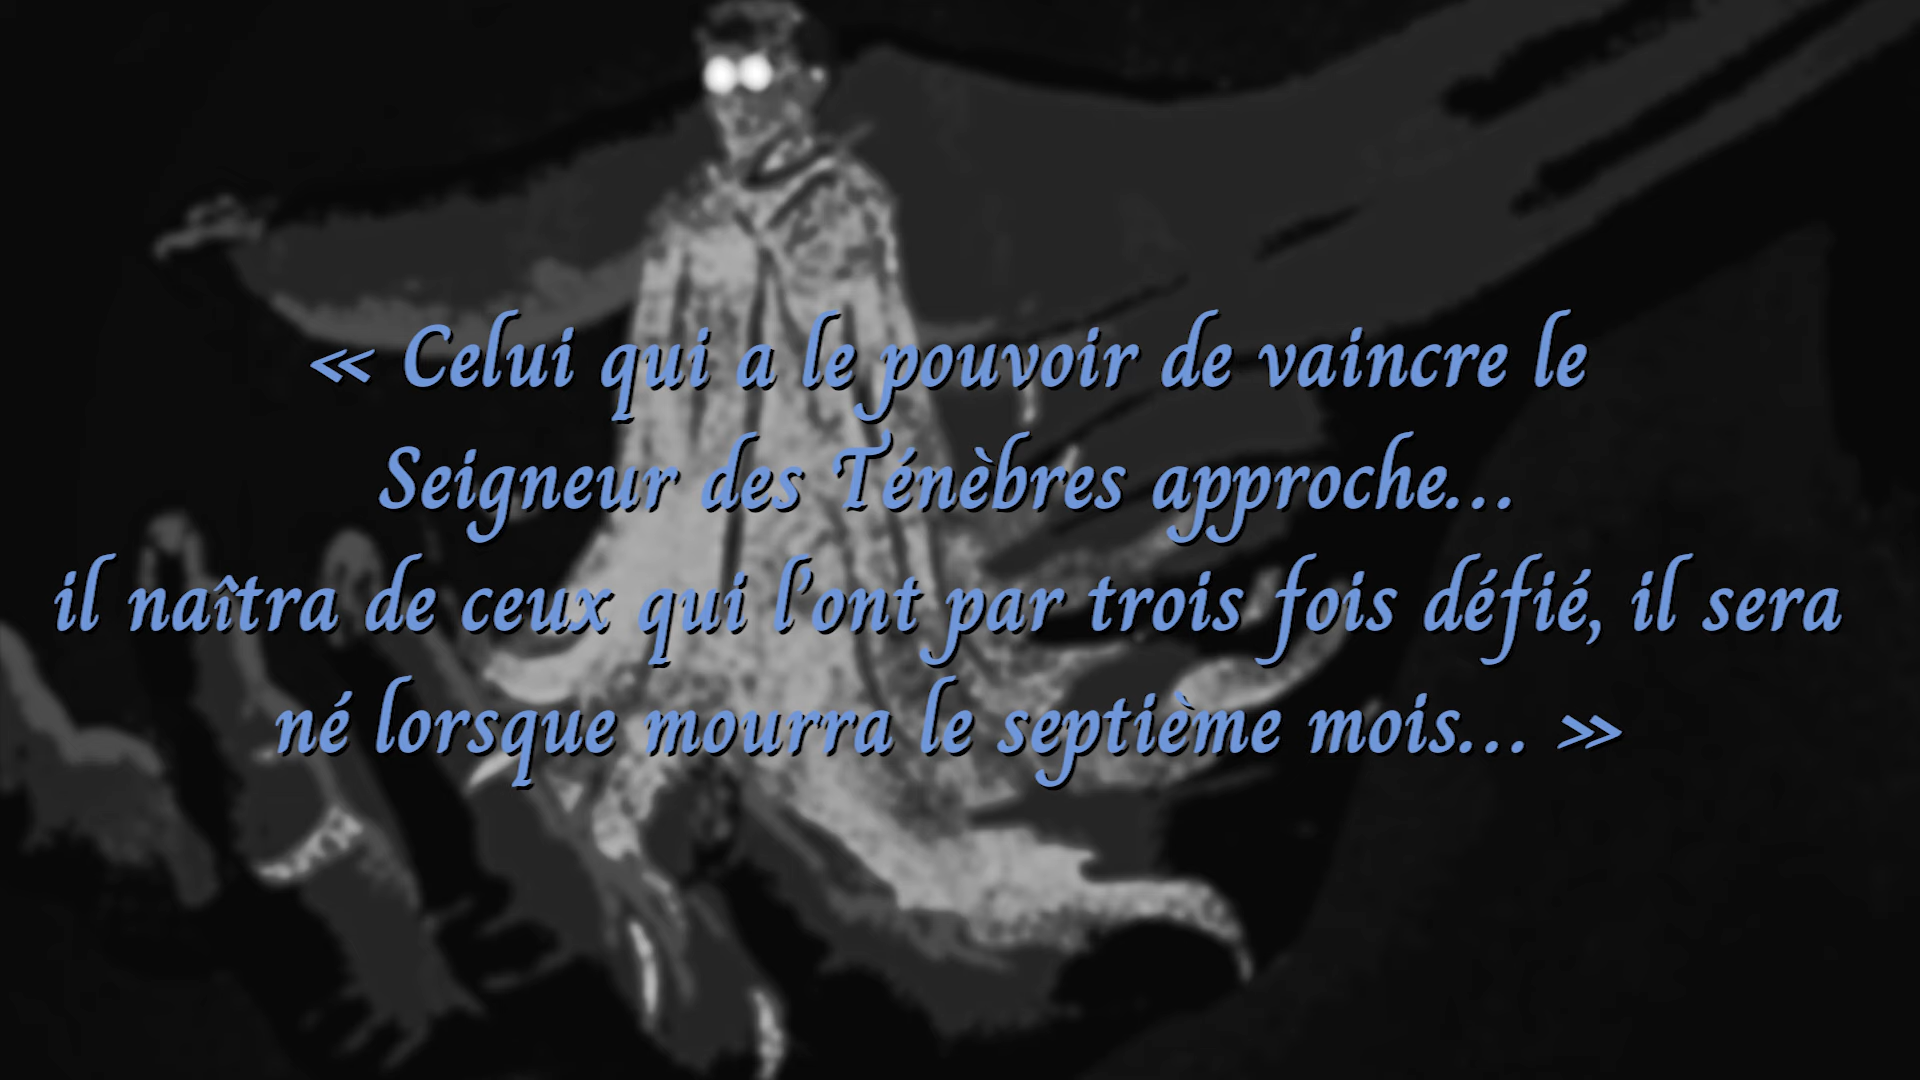 « Celui qui a le pouvoir de vaincre le
Seigneur des Ténèbres approche…
il naîtra de ceux qui l’ont par trois fois défié, il sera
né lorsque mourra le septième mois… »